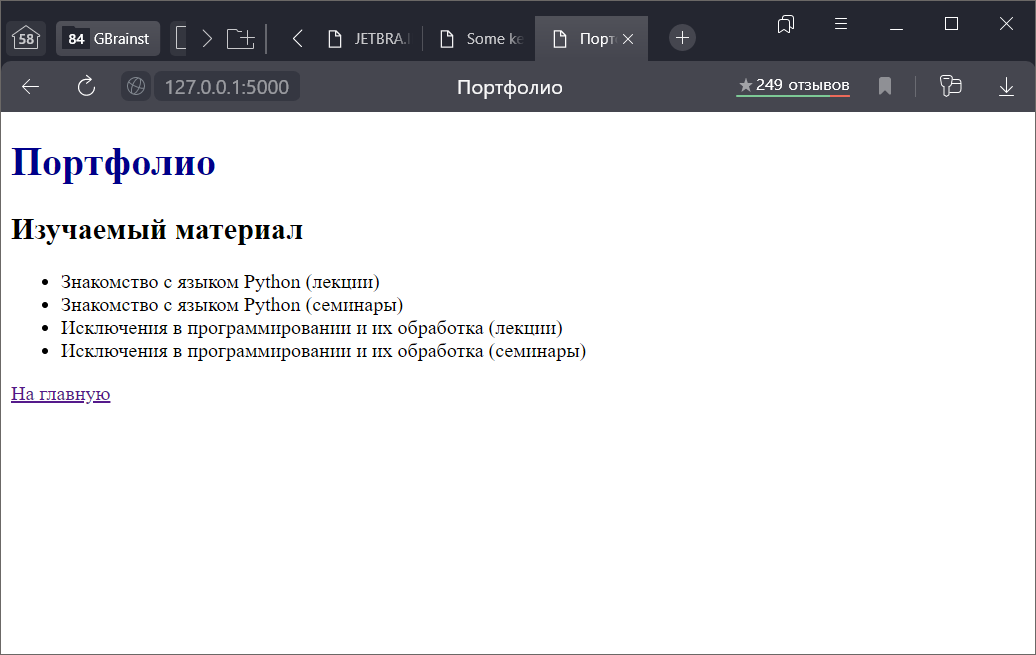 58
84 GBrainst
JETBRA.I
Some ke
Порт
127.0.0.1:5000
Портфолио
249 отзывов
Портфолио
Изучаемый материал
Знакомство с языком Python (лекции)
Знакомство с языком Python (семинары)
Исключения в программировании и их обработка (лекции)
Исключения в программировании и их обработка (семинары)
На главную